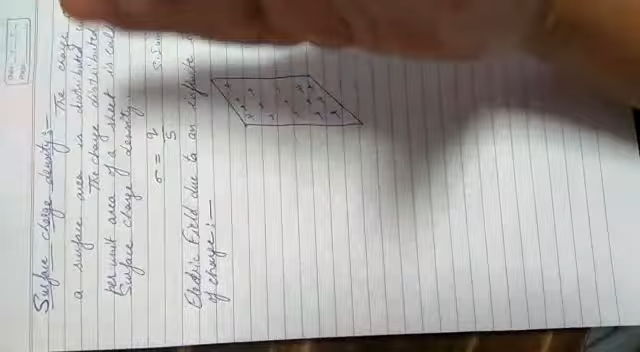 Surface charge density :-
The charge
a surface area is distributed
The charge distributed
per unit area of a sheet is call
Surface charge density.
σ = q/S
Electric Field due to an infinite
of charge :-